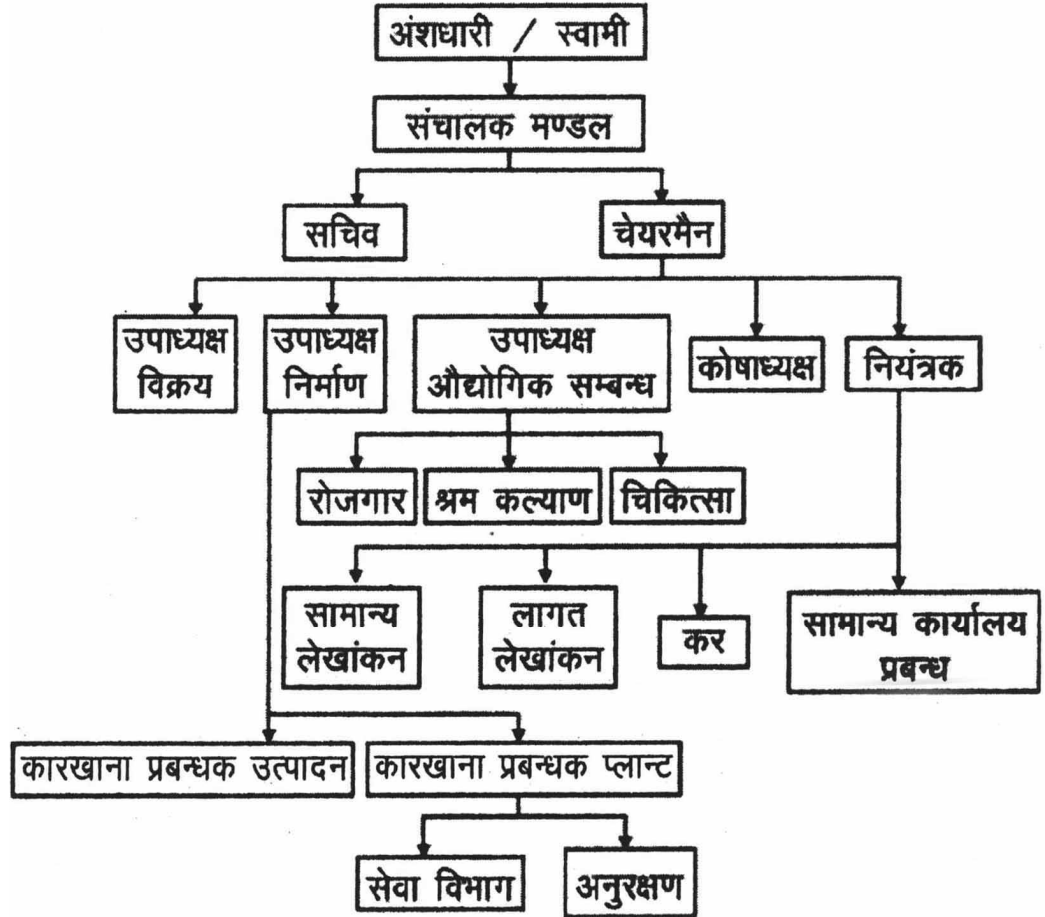 अंशधारी / स्वामी
संचालक मण्डल
सचिव
चेयरमैन
उपाध्यक्ष
विक्रय
उपाध्यक्ष
निर्माण
उपाध्यक्ष
औद्योगिक सम्बन्ध
कोषाध्यक्ष
नियंत्रक
रोजगार
श्रम कल्याण
चिकित्सा
सामान्य
लेखांकन
लागत
लेखांकन
कर
सामान्य कार्यालय
प्रबन्ध
कारखाना प्रबन्धक उत्पादन
कारखाना प्रबन्धक प्लान्ट
सेवा विभाग
अनुरक्षण